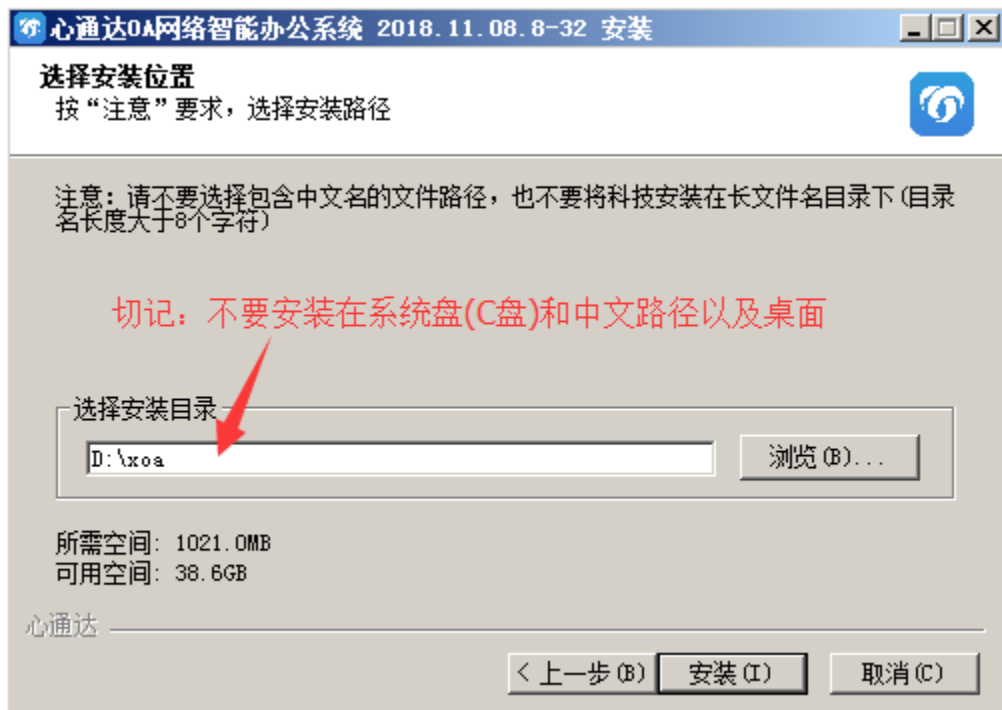 心通达OA网络智能办公系统 2018.11.08.8-32 安装
选择安装位置
按“注意”要求，选择安装路径
注意: 请不要选择包含中文名的文件路径，也不要将科技安装在长文件名目录下(目录
名长度大于8个字符)
切记：不要安装在系统盘(C盘)和中文路径以及桌面
选择安装目录
D:\xoa
浏览(B)...
所需空间: 1021.0MB
可用空间: 38.6GB
心通达
< 上一步(B)
安装(I)
取消(C)